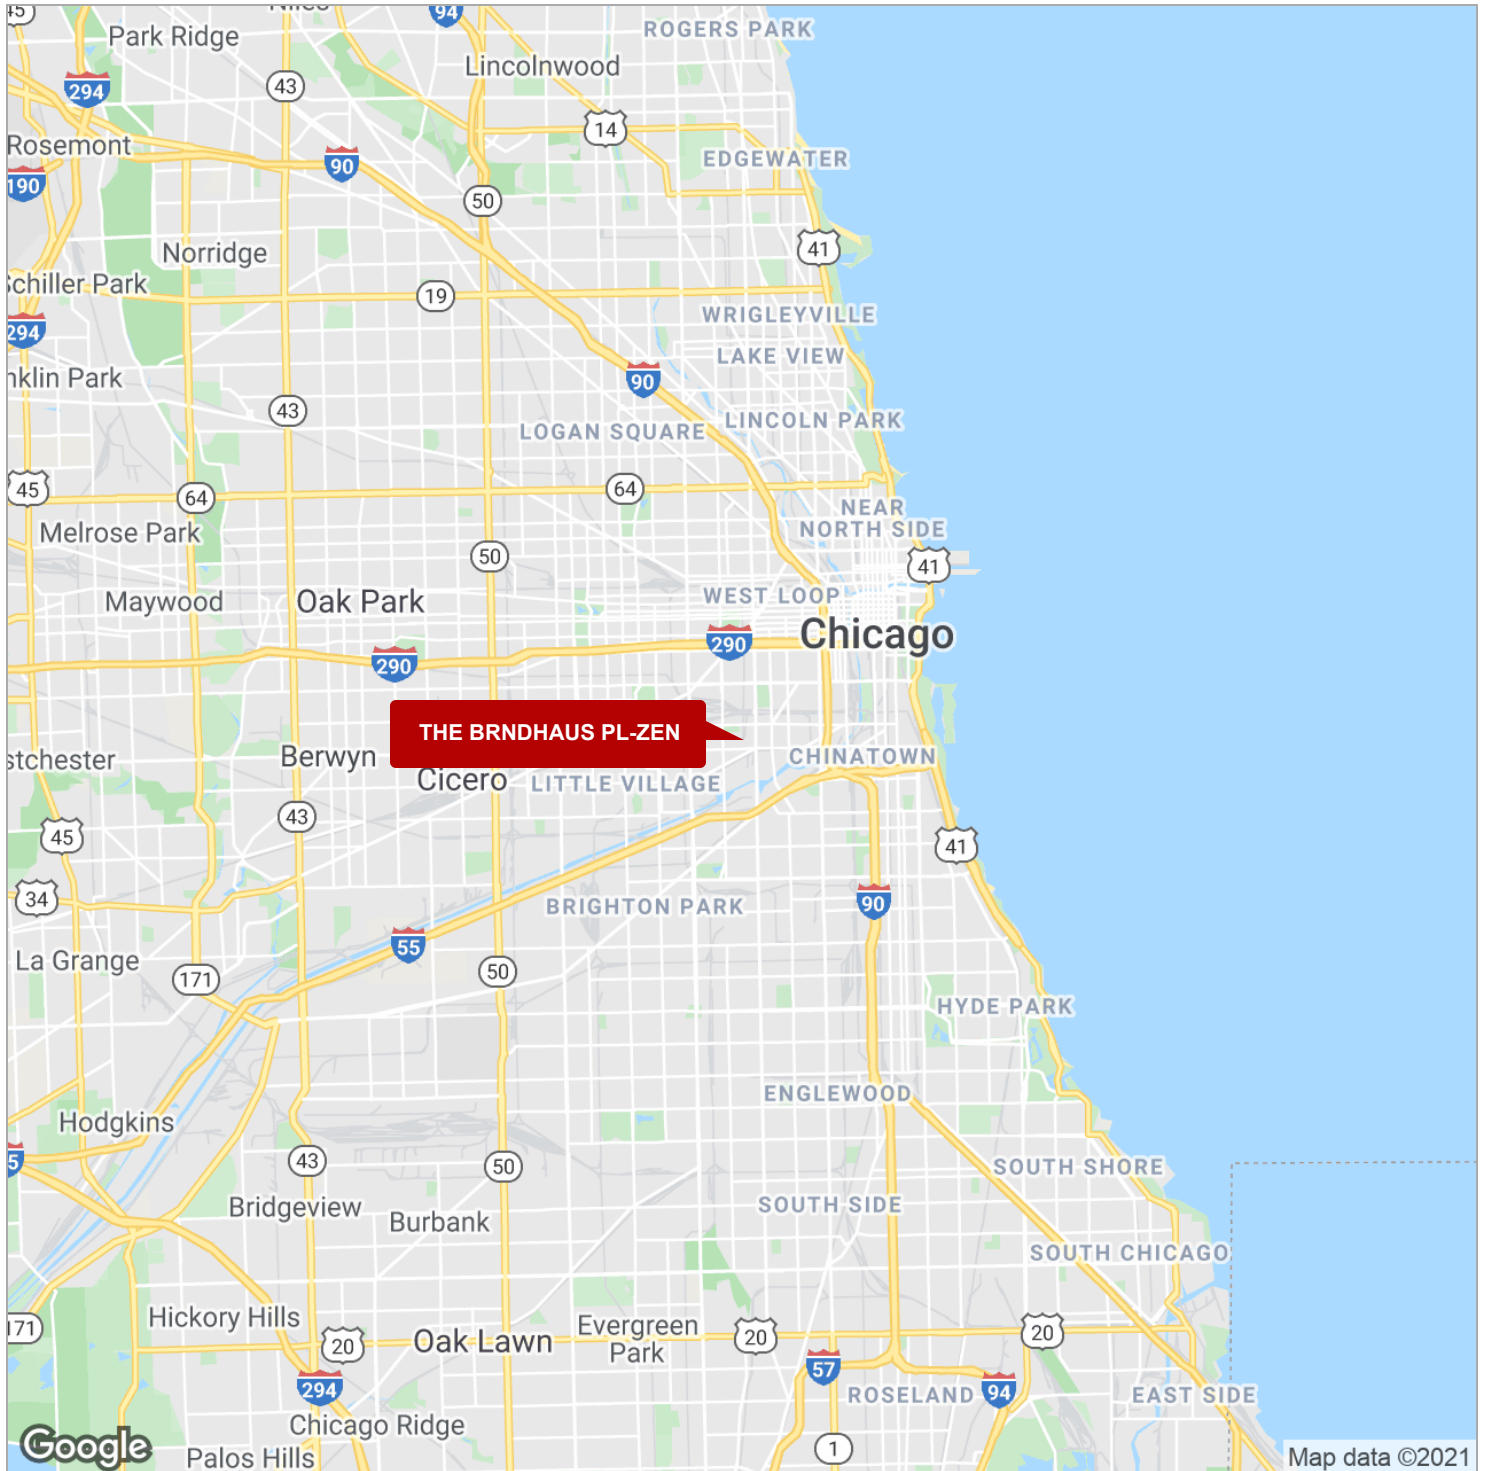 45
Niles
94
ROGERS PARK
Park Ridge
Lincolnwood
294
43
14
Rosemont
EDGEWATER
90
190
50
41
Norridge
Schiller Park
19
WRIGLEYVILLE
294
LAKE VIEW
nklin Park
90
43
LINCOLN PARK
LOGAN SQUARE
45
64
64
NEAR
NORTH SIDE
Melrose Park
50
41
WEST LOOP
Maywood
Oak Park
Chicago
290
290
THE BRNDHAUS PL-ZEN
stchester
Berwyn
CHINATOWN
Cicero
LITTLE VILLAGE
43
45
41
34
90
BRIGHTON PARK
55
La Grange
171
50
HYDE PARK
ENGLEWOOD
Hodgkins
5
43
50
SOUTH SHORE
SOUTH SIDE
Bridgeview
Burbank
SOUTH CHICAGO
171
Hickory Hills
20
Oak Lawn
Evergreen
Park
20
20
57
294
94
ROSELAND
EAST SIDE
Chicago Ridge
1
Google
Palos Hills
Map data ©2021